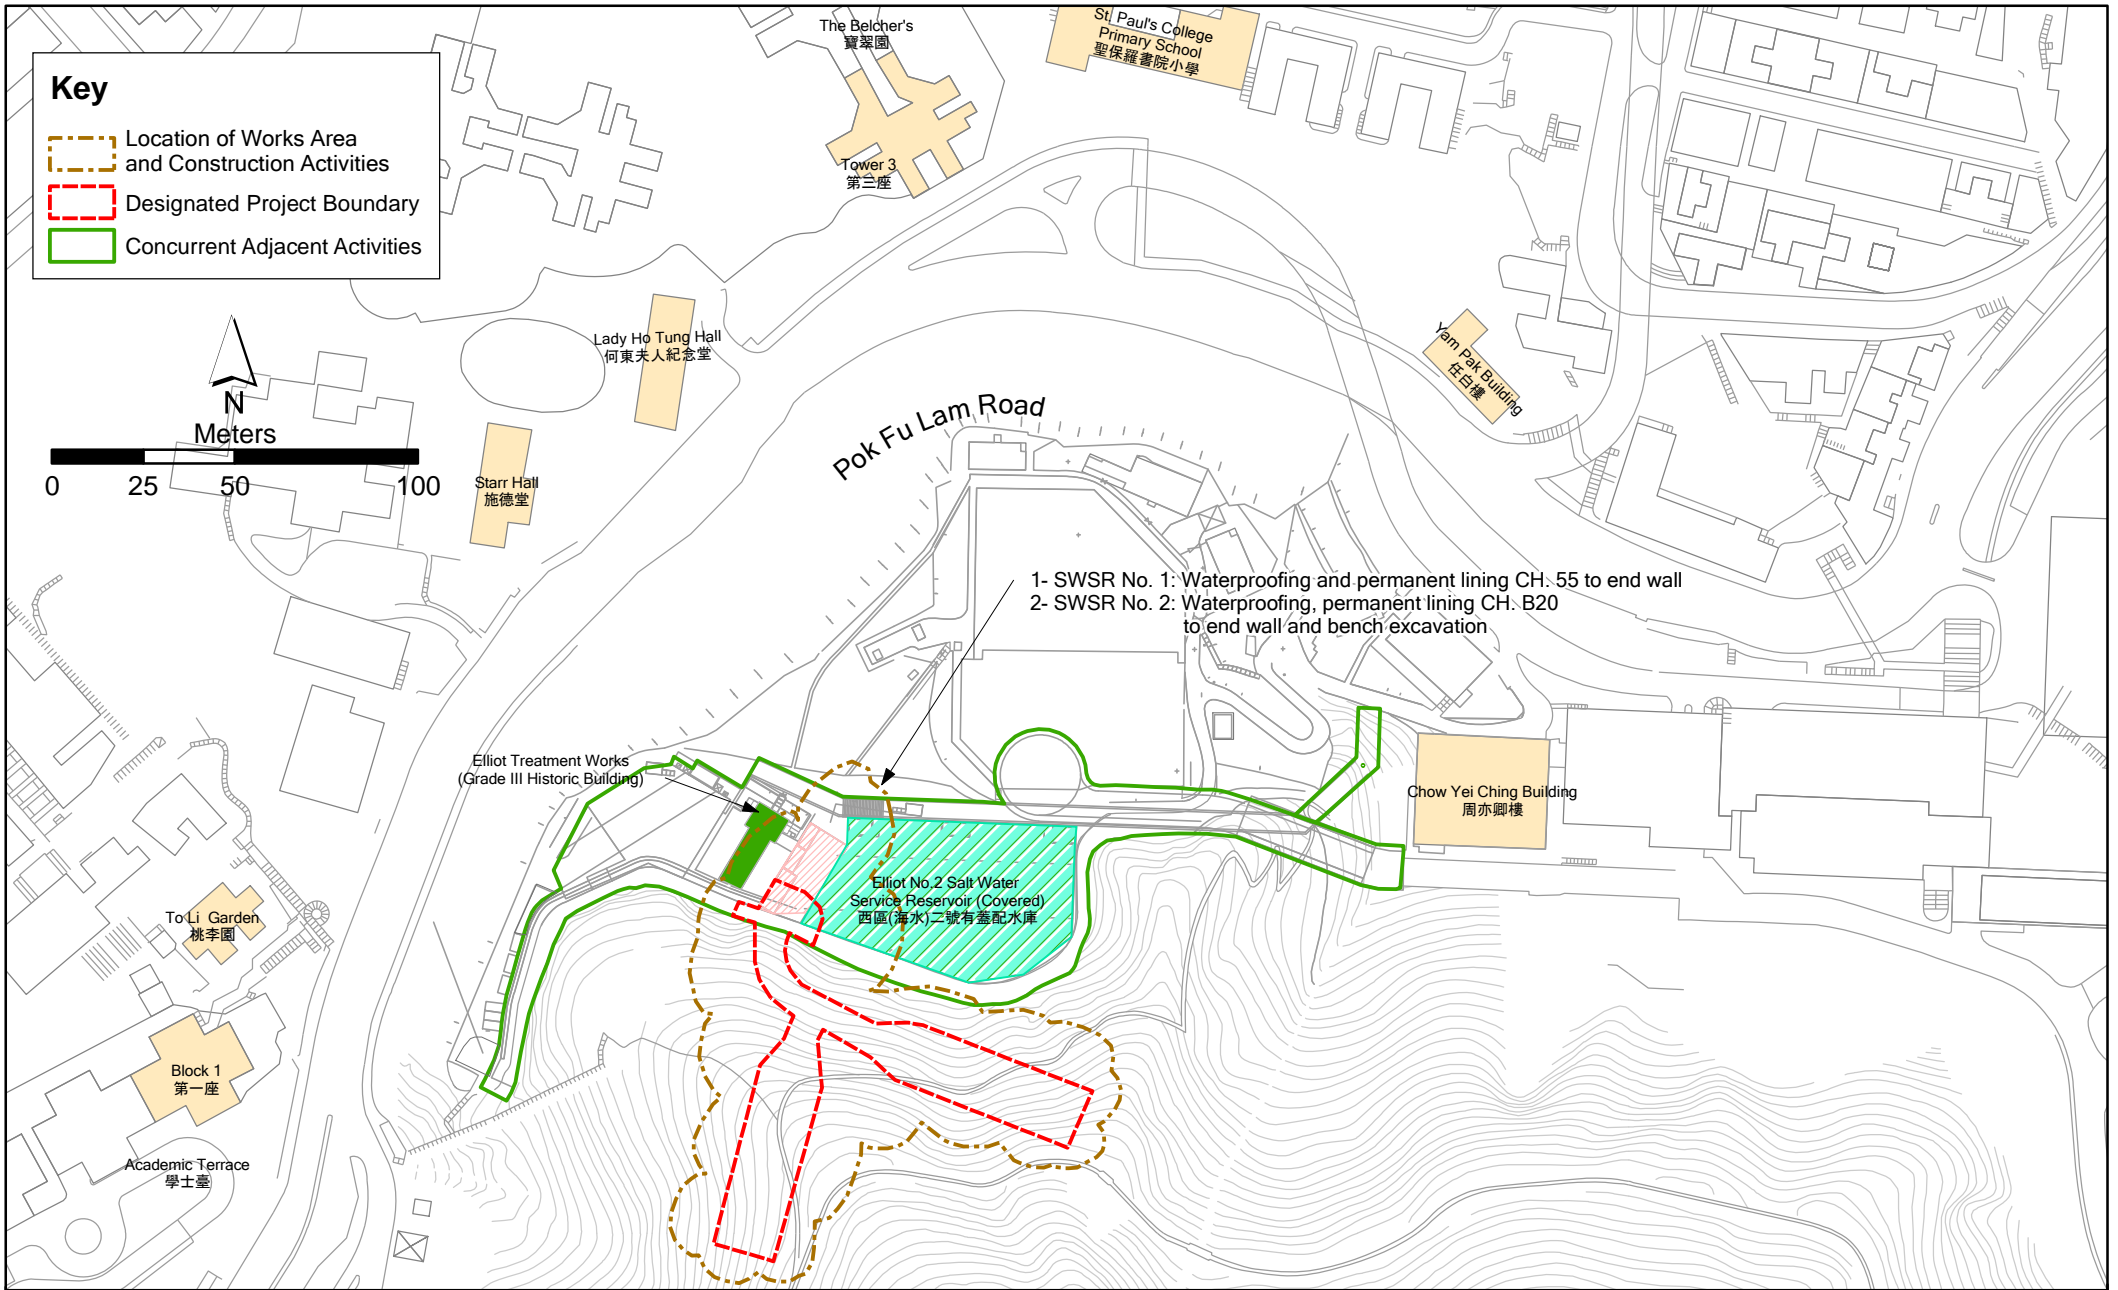 Key
Location of Works Area
and Construction Activities
Designated Project Boundary
Concurrent Adjacent Activities
N
Meters
0 25 50 100
The Belcher's
寶翠園
Tower 3
第三座
St. Paul's College
Primary School
聖保羅書院小學
Lady Ho Tung Hall
何東夫人紀念堂
Starr Hall
施德堂
Yam Pak Building
任白樓
Pok Fu Lam Road
1- SWSR No. 1: Waterproofing and permanent lining CH. 55 to end wall
2- SWSR No. 2: Waterproofing, permanent lining CH. B20
to end wall and bench excavation
Elliot Treatment Works
(Grade III Historic Building)
Chow Yei Ching Building
周亦卿樓
Elliot No.2 Salt Water
Service Reservoir (Covered)
西區(海水)二號有蓋配水庫
To Li Garden
桃李園
Block 1
第一座
Academic Terrace
學士臺